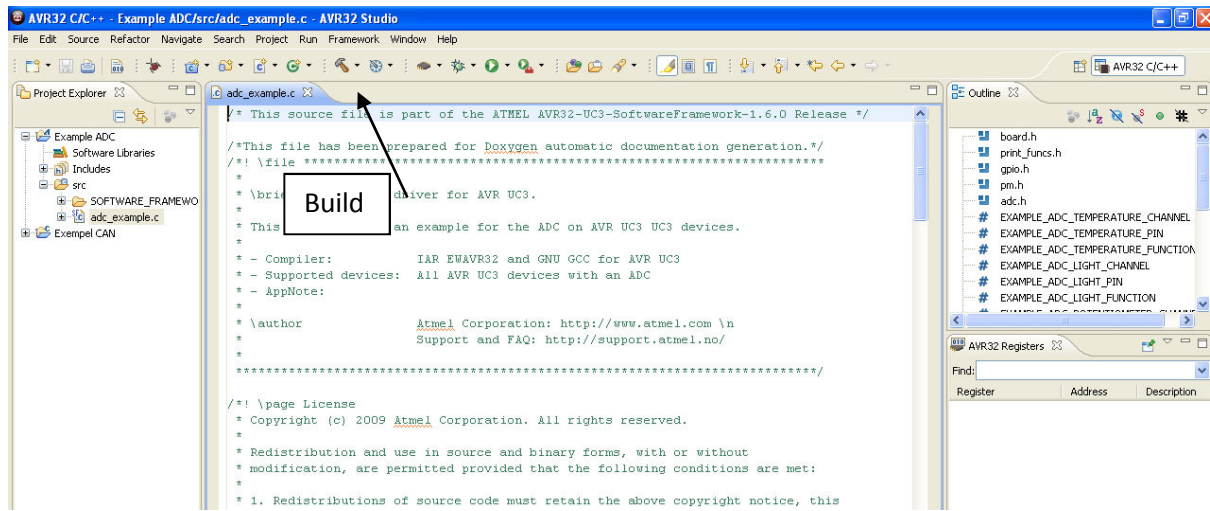 AVR32 C/C++ - Example ADC/src/adc_example.c - AVR32 Studio
File Edit Source Refactor Navigate Search Project Run Framework Window Help
AVR32 C/C++
Project Explorer
Example ADC
Software Libraries
Includes
src
SOFTWARE_FRAMEWO
adc_example.c
Exempel CAN
adc_example.c
/* This source file is part of the ATMEL AVR32-UC3-SoftwareFramework-1.6.0 Release */
/*This file has been prepared for Doxygen automatic documentation generation.*/
/*! \file *********************************************************************
*
* \brie driver for AVR UC3.
*
* This an example for the ADC on AVR UC3 UC3 devices.
*
* - Compiler: IAR EWAVR32 and GNU GCC for AVR UC3
* - Supported devices: All AVR UC3 devices with an ADC
* - AppNote:
*
* \author Atmel Corporation: http://www.atmel.com \n
* Support and FAQ: http://support.atmel.no/
*
*****************************************************************************/
/*! \page License
* Copyright (c) 2009 Atmel Corporation. All rights reserved.
*
* Redistribution and use in source and binary forms, with or without
* modification, are permitted provided that the following conditions are met:
*
* 1. Redistributions of source code must retain the above copyright notice, this
Build
Outline
board.h
print_funcs.h
gpio.h
pm.h
adc.h
# EXAMPLE_ADC_TEMPERATURE_CHANNEL
# EXAMPLE_ADC_TEMPERATURE_PIN
# EXAMPLE_ADC_TEMPERATURE_FUNCTION
# EXAMPLE_ADC_LIGHT_CHANNEL
# EXAMPLE_ADC_LIGHT_PIN
# EXAMPLE_ADC_LIGHT_FUNCTION
AVR32 Registers
Find:
Register Address Description